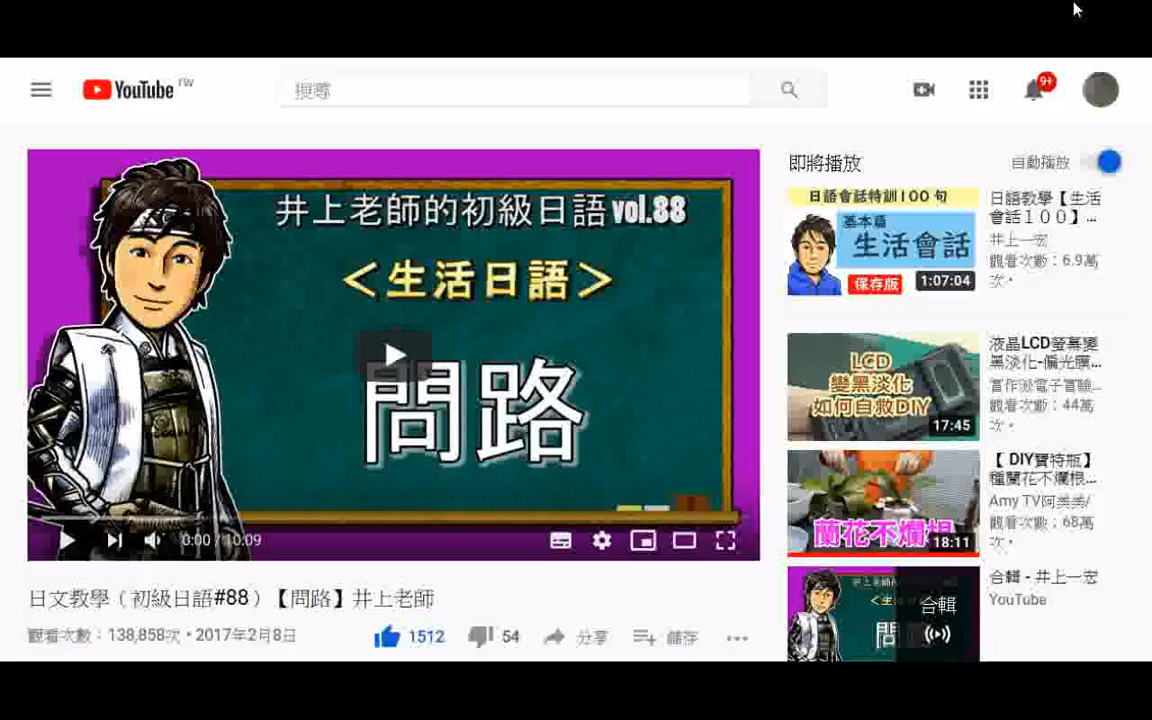 YouTube TW
搜尋
9+
井上老師的初級日語vol.88
＜生活日語＞
問路
0:00 / 10:09
日文教學（初級日語#88）【問路】井上老師
觀看次數：138,858次・2017年2月8日
1512
54
分享
儲存
即將播放
自動播放
日語會話特訓100句
基本篇
生活會話
保存版
1:07:04
日語教學【生活
會話１００】...
井上一宏
觀看次數：6.9萬
次・
LCD
變黑淡化
如何自救DIY
17:45
液晶LCD螢幕變
黑淡化-偏光膜...
觀看次數：44萬
次・
蘭花不爛根
18:11
【 DIY寶特瓶】
種蘭花不爛根...
Amy TV阿美美/
觀看次數：68萬
次・
合輯
合輯 - 井上一宏
YouTube